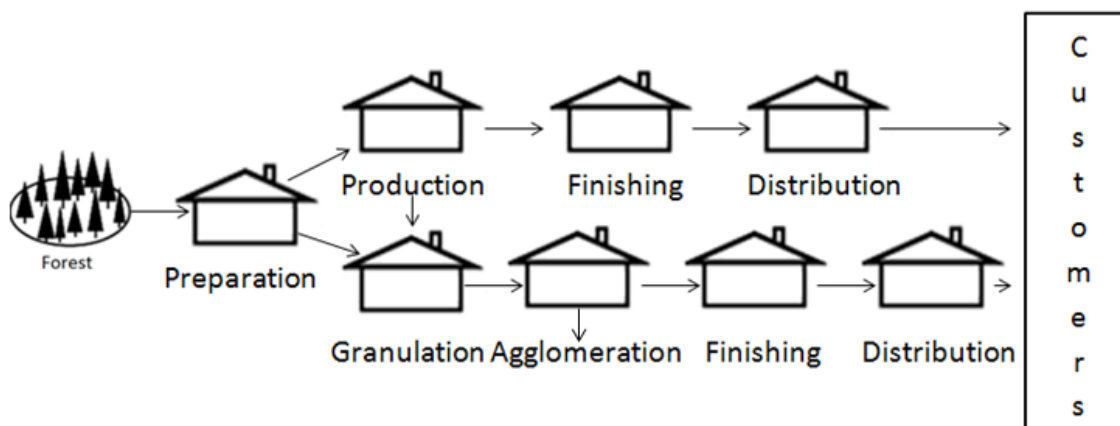 Forest
Preparation
Production Finishing Distribution
Granulation Agglomeration Finishing Distribution
C
u
s
t
o
m
e
r
s